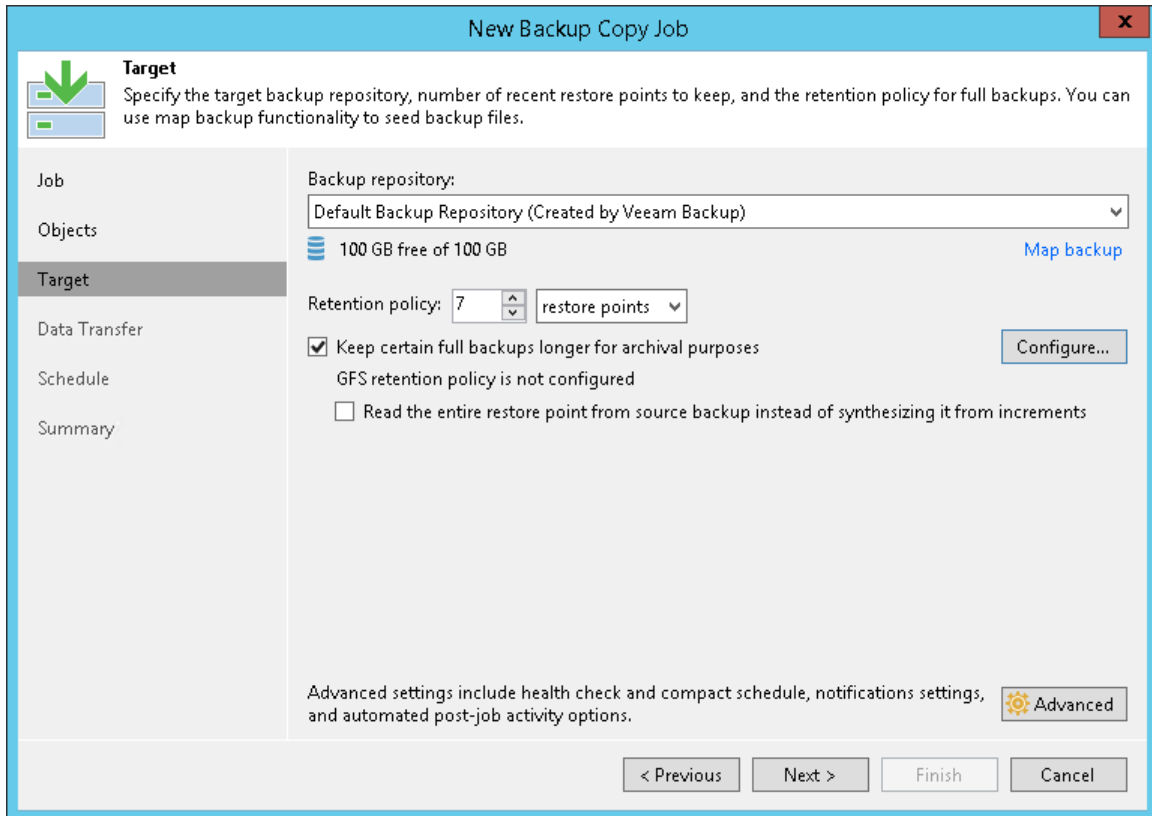 New Backup Copy Job
x
Target
Specify the target backup repository, number of recent restore points to keep, and the retention policy for full backups. You can
use map backup functionality to seed backup files.
Job
Objects
Target
Data Transfer
Schedule
Summary
Backup repository:
Default Backup Repository (Created by Veeam Backup)
100 GB free of 100 GB
Map backup
Retention policy: 7 restore points
Keep certain full backups longer for archival purposes
Configure...
GFS retention policy is not configured
Read the entire restore point from source backup instead of synthesizing it from increments
Advanced settings include health check and compact schedule, notifications settings,
and automated post-job activity options.
Advanced
< Previous
Next >
Finish
Cancel